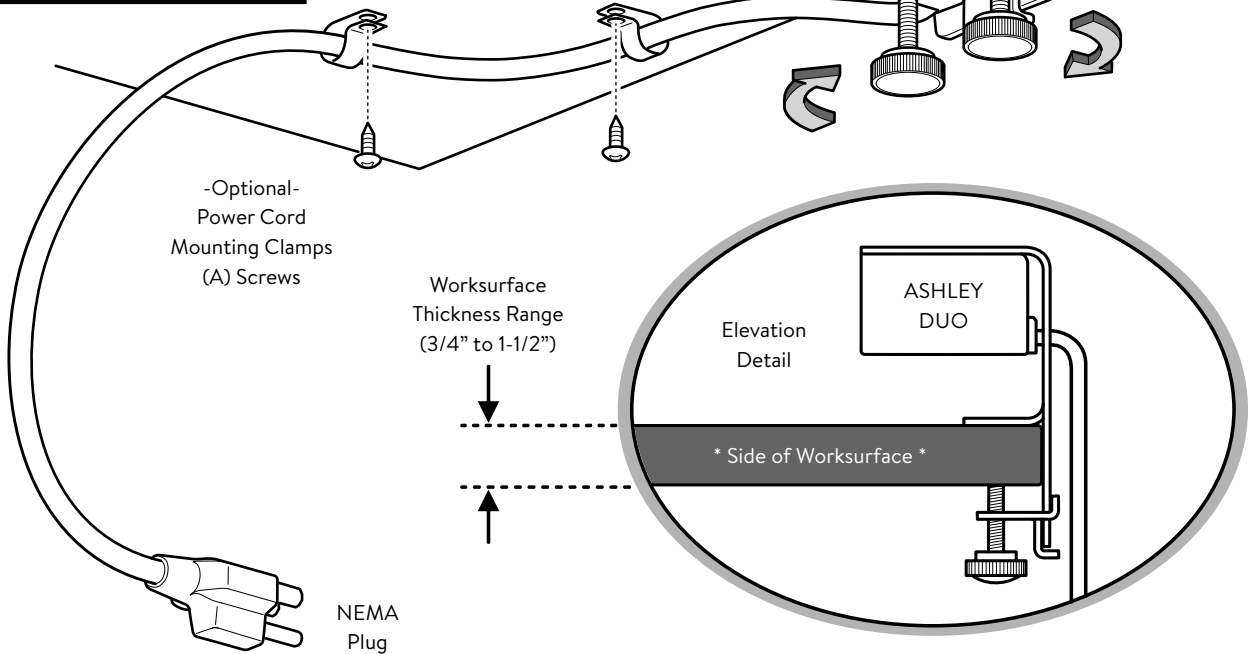 -Optional-
Power Cord
Mounting Clamps
(A) Screws
Worksurface
Thickness Range
(3/4” to 1-1/2”)
Elevation
Detail
ASHLEY
DUO
* Side of Worksurface *
NEMA
Plug